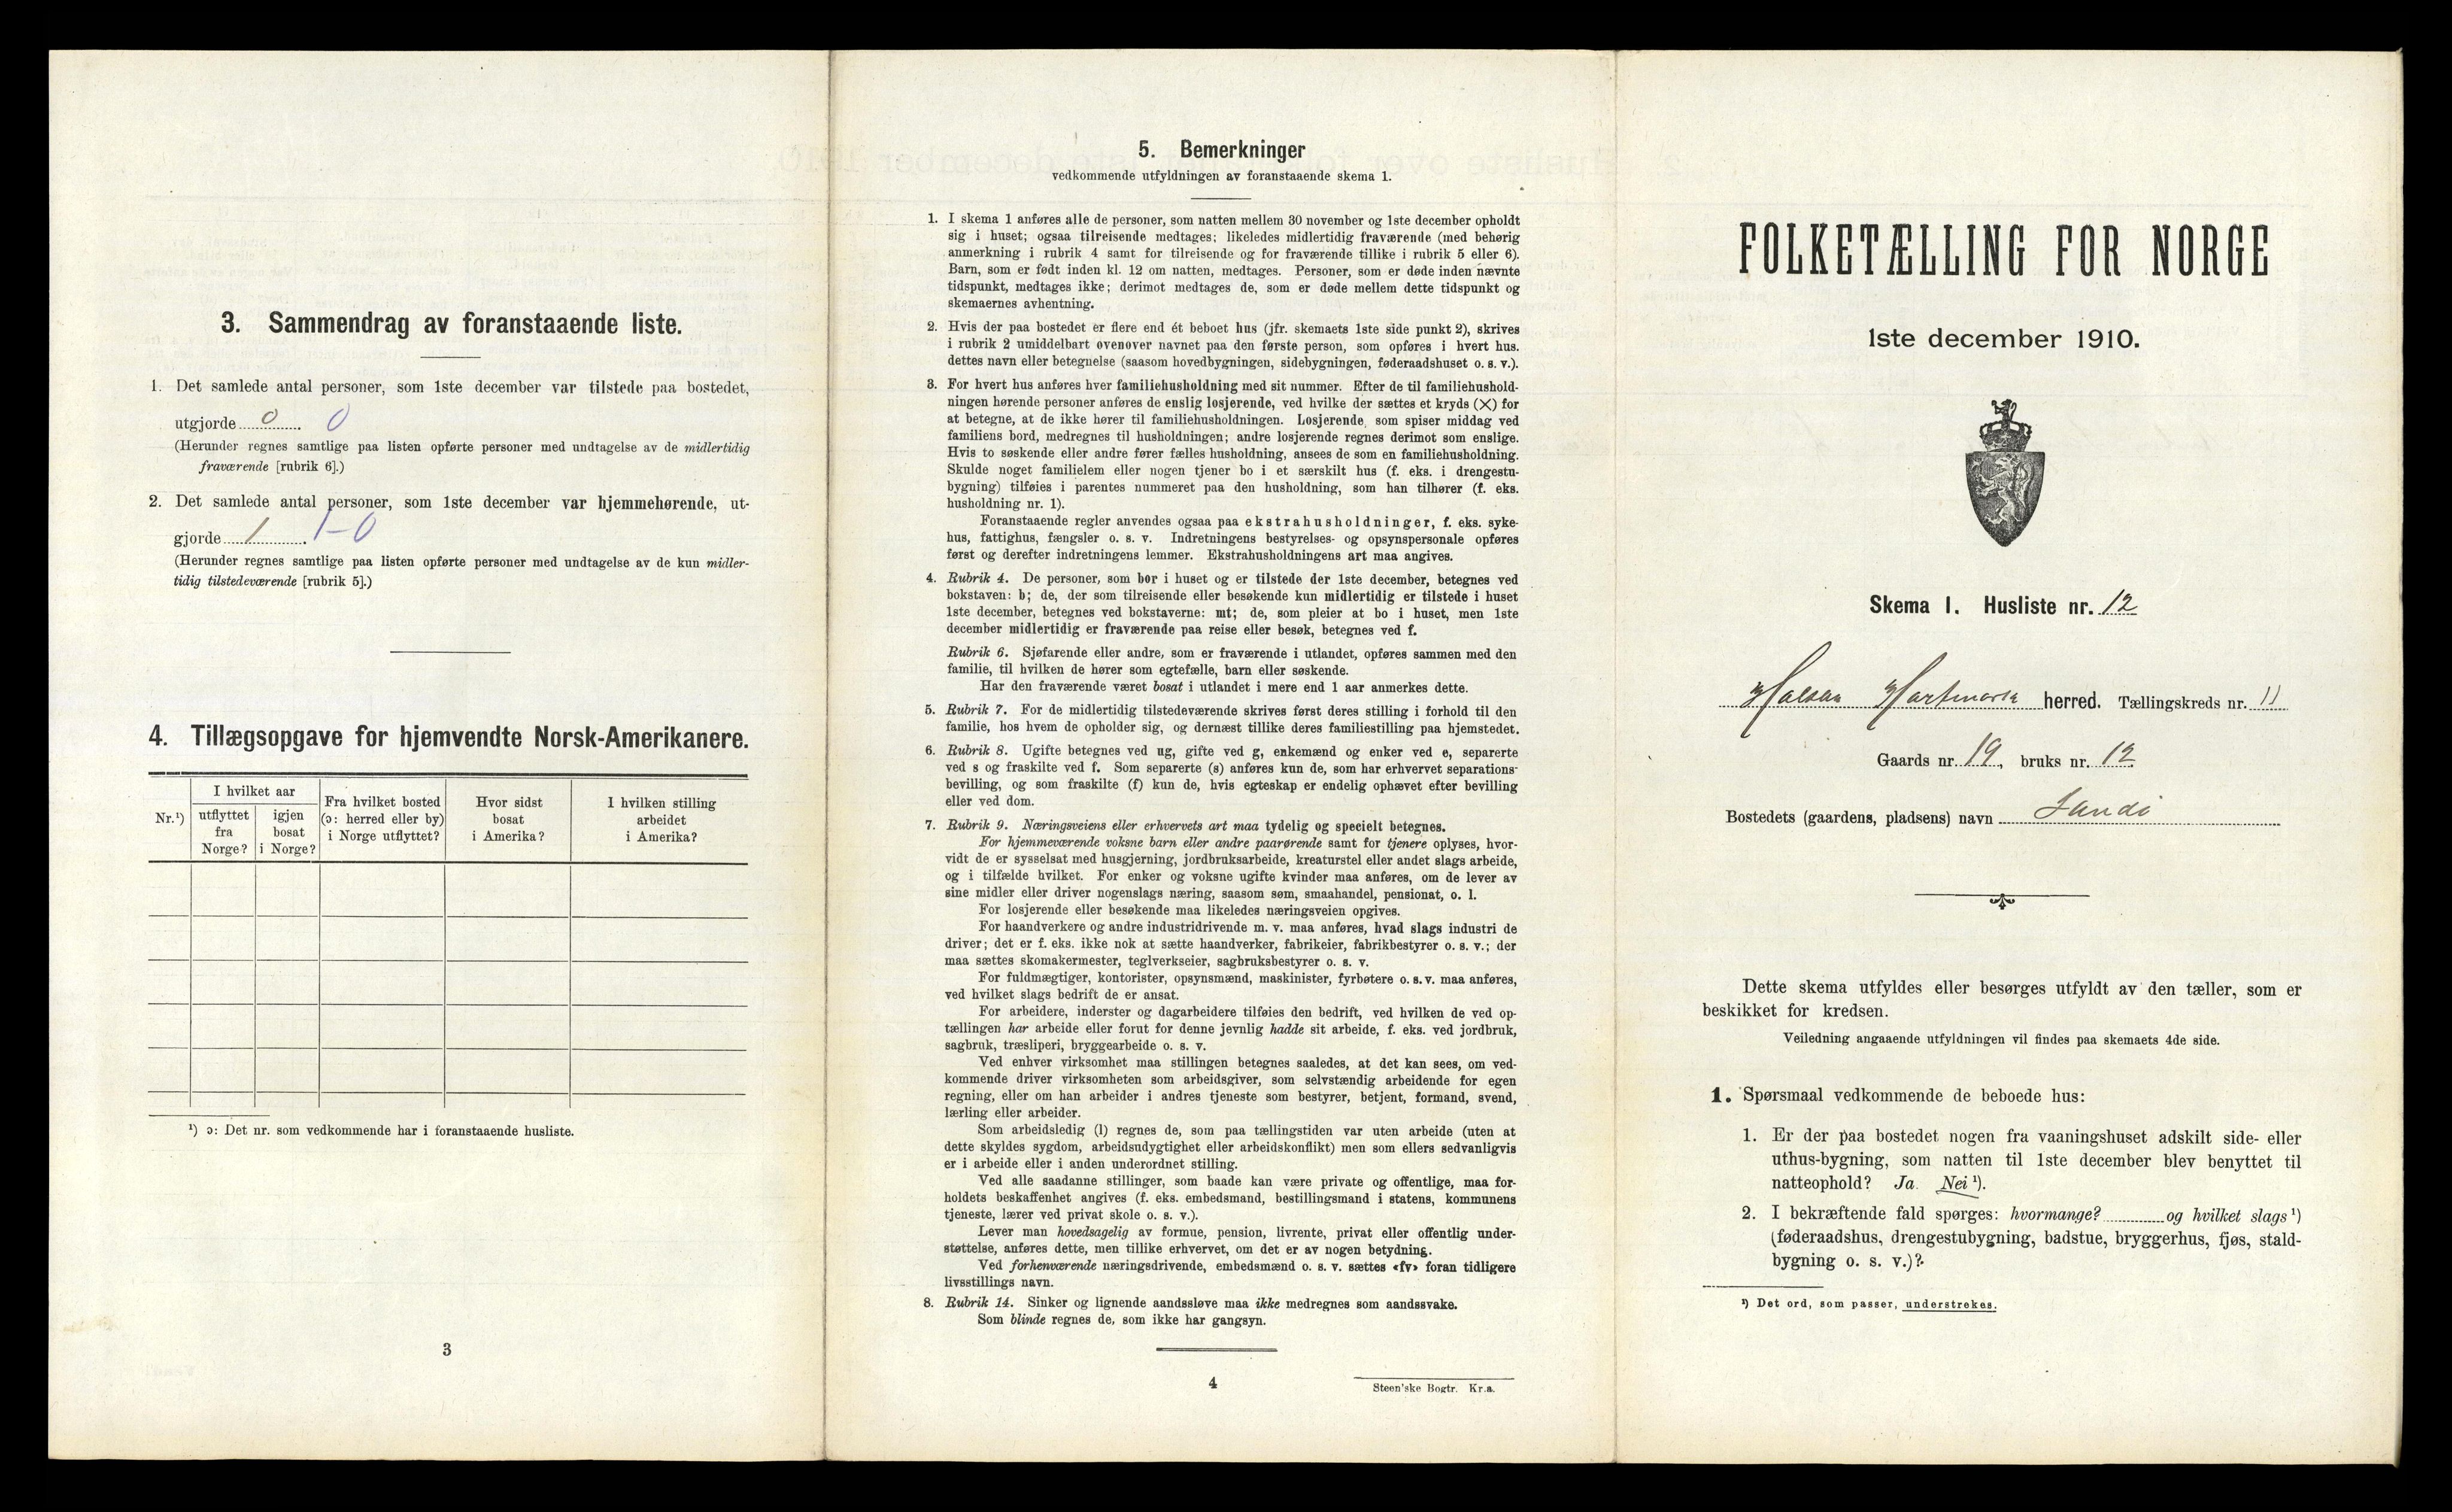 3. Sammendrag av foranstaaende liste.
1. Det samlede antal personer, som 1ste december var tilstede paa bostedet,
utgjorde 0. 0
(Herunder regnes samtlige paa listen opførte personer med undtagelse av de midlertidig
fraværende [rubrik 6].)
2. Det samlede antal personer, som 1ste december var hjemmehørende, ut-
gjorde 1. 1-0
(Herunder regnes samtlige paa listen opførte personer med undtagelse av de kun midler-
tidig tilstedeværende [rubrik 5].)
4. Tillægsopgave for hjemvendte Norsk-Amerikanere.
Nr.¹)
I hvilket aar
utflyttet
fra
Norge?
igjen
bosat
i Norge?
Fra hvilket bosted
(ɔ: herred eller by)
i Norge utflyttet?
Hvor sidst
bosat
i Amerika?
I hvilken stilling
arbeidet
i Amerika?
¹) ɔ: Det nr. som vedkommende har i foranstaaende husliste.
3
5. Bemerkninger
vedkommende utfyldningen av foranstaaende skema 1.
1. I skema 1 anføres alle de personer, som natten mellem 30 november og 1ste december opholdt
sig i huset; ogsaa tilreisende medtages; likeledes midlertidig fraværende (med behørig
anmerkning i rubrik 4 samt for tilreisende og for fraværende tillike i rubrik 5 eller 6).
Barn, som er født inden kl. 12 om natten, medtages. Personer, som er døde inden nævnte
tidspunkt, medtages ikke; derimot medtages de, som er døde mellem dette tidspunkt og
skemaernes avhentning.
2. Hvis der paa bostedet er flere end ét beboet hus (jfr. skemaets 1ste side punkt 2), skrives
i rubrik 2 umiddelbart ovenover navnet paa den første person, som opføres i hvert hus.
dettes navn eller betegnelse (saasom hovedbygningen, sidebygningen, føderaadshuset o. s. v.).
3. For hvert hus anføres hver familiehusholdning med sit nummer. Efter de til familiehushold-
ningen hørende personer anføres de enslig losjerende, ved hvilke der sættes et kryds (×) for
at betegne, at de ikke hører til familiehusholdningen. Losjerende som spiser middag ved
familiens bord, medregnes til husholdningen; andre losjerende regnes derimot som enslige.
Hvis to søskende eller andre fører fælles husholdning, ansees de som en familiehusholdning.
Skulde noget familielem eller nogen tjener bo i et særskilt hus (f. eks. i drengestu-
bygning) tilføies i parentes nummeret paa den husholdning, som han tilhører (f. eks.
husholdning nr. 1).
Foranstaaende regler anvendes ogsaa paa ekstrahusholdninger, f. eks. syke-
hus, fattighus, fængsler o. s. v. Indretningens bestyrelses- og opsynspersonale opføres
først og derefter indretningens lemmer. Ekstrahusholdningens art maa angives.
4. Rubrik 4. De personer, som bor i huset og er tilstede der 1ste december, betegnes ved
bokstaven: b; de, der som tilreisende eller besøkende kun midlertidig er tilstede i huset
1ste december, betegnes ved bokstaverne: mt; de, som pleier at bo i huset, men 1ste
december midlertidig er fraværende paa reise eller besøk, betegnes ved f.
Rubrik 6. Sjøfarende eller andre, som er fraværende i utlandet, opføres sammen med den
familie, til hvilken de hører som egtefælle, barn eller søskende.
Har den fraværende været bosat i utlandet i mere end 1 aar anmerkes dette.
5. Rubrik 7. For de midlertidig tilstedeværende skrives først deres stilling i forhold til den
familie, hos hvem de opholder sig, og dernæst tillike deres familiestilling paa hjemstedet.
6. Rubrik 8. Ugifte betegnes ved ug, gifte ved g, enkemænd og enker ved e, separerte
ved s og fraskilte ved f. Som separerte (s) anføres kun de, som har erhvervet separations-
bevilling, og som fraskilte (f) kun de, hvis egteskap er endelig ophævet efter bevilling
eller ved dom.
7. Rubrik 9. Næringsveiens eller erhvervets art maa tydelig og specielt betegnes.
For hjemmeværende voksne barn eller andre paarørende samt for tjenere oplyses, hvor-
vidt de er sysselsat med husgjerning, jordbruksarbeide, kreaturstel eller andet slags arbeide,
og i tilfælde hvilket. For enker og voksne ugifte kvinder maa anføres, om de lever av
sine midler eller driver nogenslags næring, saasom søm, smaahandel, pensionat, o. l.
For losjerende eller besøkende maa likeledes næringsveien opgives.
For haandverkere og andre industridrivende m. v. maa anføres, hvad slags industri de
driver; det er f. eks. ikke nok at sætte haandverker, fabrikeier, fabrikbestyrer o. s. v.; der
maa sættes skomakermester, teglverkseier, sagbruksbestyrer o. s. v.
For fuldmægtiger, kontorister, opsynsmænd, maskinister, fyrbøtere o. s. v. maa anføres,
ved hvilket slags bedrift de er ansat.
For arbeidere, inderster og dagarbeidere tilføies den bedrift, ved hvilken de ved op-
tællingen har arbeide eller forut for denne jevnlig hadde sit arbeide, f. eks. ved jordbruk,
sagbruk, træsliperi, bryggearbeide o. s. v.
Ved enhver virksomhet maa stillingen betegnes saaledes, at det kan sees, om ved-
kommende driver virksomheten som arbeidsgiver, som selvstændig arbeidende for egen
regning, eller om han arbeider i andres tjeneste som bestyrer, betjent, formand, svend,
lærling eller arbeider.
Som arbeidsledig (l) regnes de, som paa tællingstiden var uten arbeide (uten at
dette skyldes sygdom, arbeidsudygtighet eller arbeidskonflikt) men som ellers sedvanligvis
er i arbeide eller i anden underordnet stilling.
Ved alle saadanne stillinger, som baade kan være private og offentlige, maa for-
holdets beskaffenhet angives (f. eks. embedsmand, bestillingsmand i statens, kommunens
tjeneste, lærer ved privat skole o. s. v.).
Lever man hovedsagelig av formue, pension, livrente, privat eller offentlig under-
støttelse, anføres dette, men tillike erhvervet, om det er av nogen betydning.
Ved forhenværende næringsdrivende, embedsmænd o. s. v. sættes «fv» foran tidligere
livsstillings navn.
8. Rubrik 14. Sinker og lignende aandssløve maa ikke medregnes som aandssvake.
Som blinde regnes de, som ikke har gangsyn.
4
Steen'ske Bogtr. Kr.a.
FOLKETÆLLING FOR NORGE
1ste december 1910.
Skema 1. Husliste nr. 12
Halsaa Hartmark herred. Tællingskreds nr. 11
Gaards nr. 19, bruks nr. 12
Bostedets (gaardens, pladsens) navn
Dette skema utfyldes eller besørges utfyldt av den tæller, som er
beskikket for kredsen.
Veiledning angaaende utfyldningen vil findes paa skemaets 4de side.
1. Spørsmaal vedkommende de beboede hus:
1. Er der paa bostedet nogen fra vaaningshuset adskilt side- eller
uthus-bygning, som natten til 1ste december blev benyttet til
natteophold? Ja. Nei ¹).
2. I bekræftende fald spørges: hvormange? og hvilket slags ¹)
(føderaadshus, drengestubygning, badstue, bryggerhus, fjøs, stald-
bygning o. s. v.)?
¹) Det ord, som passer, understrekes.